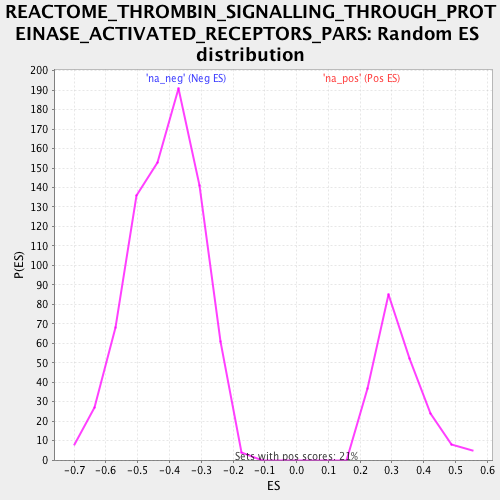 REACTOME_THROMBIN_SIGNALLING_THROUGH_PROT
EINASE_ACTIVATED_RECEPTORS_PARS: Random ES
distribution
'na_neg' (Neg ES) 'na_pos' (Pos ES)
200
190
180
170
160
150
140
130
120
110
100
90
80
70
60
50
40
30
20
10
0
P(ES)
Sets with pos scores: 21%
-0.7 -0.6 -0.5 -0.4 -0.3 -0.2 -0.1 0.0 0.1 0.2 0.3 0.4 0.5 0.6
ES